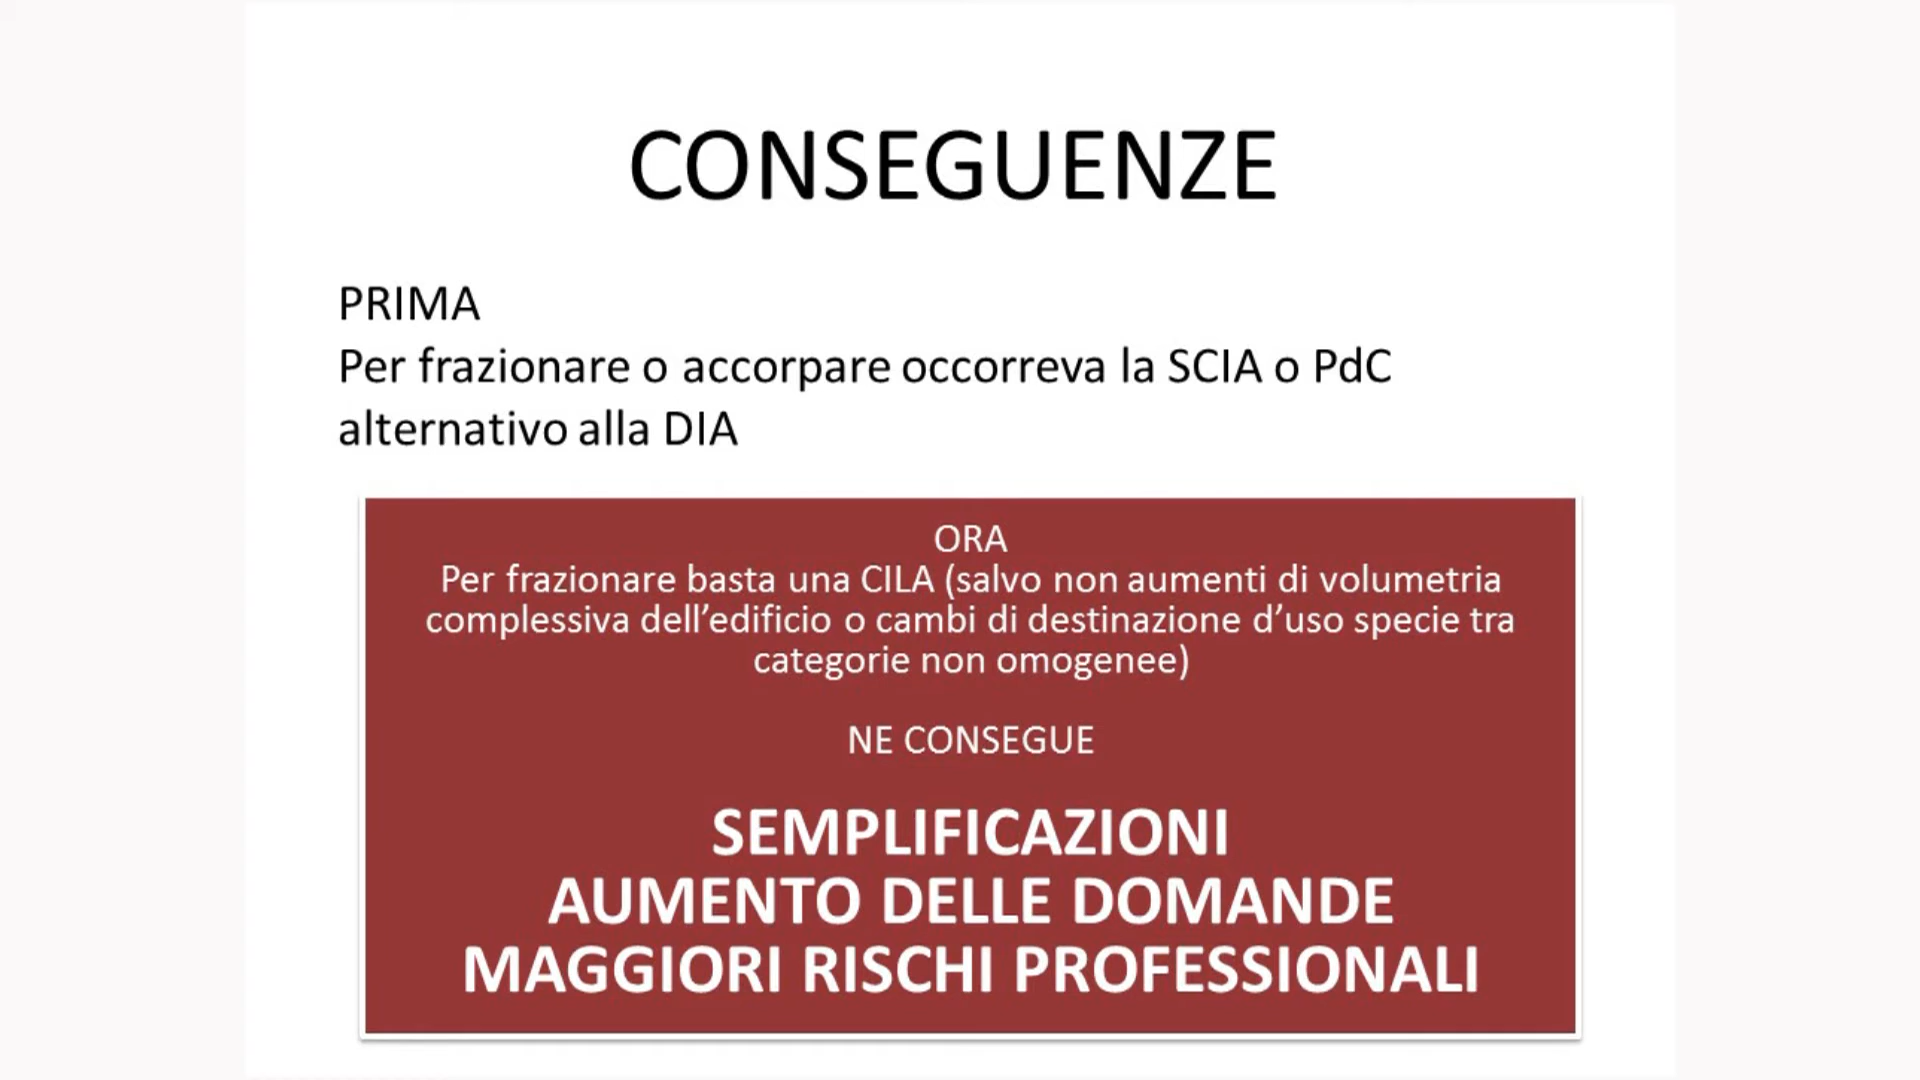 CONSEGUENZE
PRIMA
Per frazionare o accorpare occorreva la SCIA o PdC
alternativo alla DIA
ORA
Per frazionare basta una CILA (salvo non aumenti di volumetria
complessiva dell’edificio o cambi di destinazione d’uso specie tra
categorie non omogenee)
NE CONSEGUE
SEMPLIFICAZIONI
AUMENTO DELLE DOMANDE
MAGGIORI RISCHI PROFESSIONALI